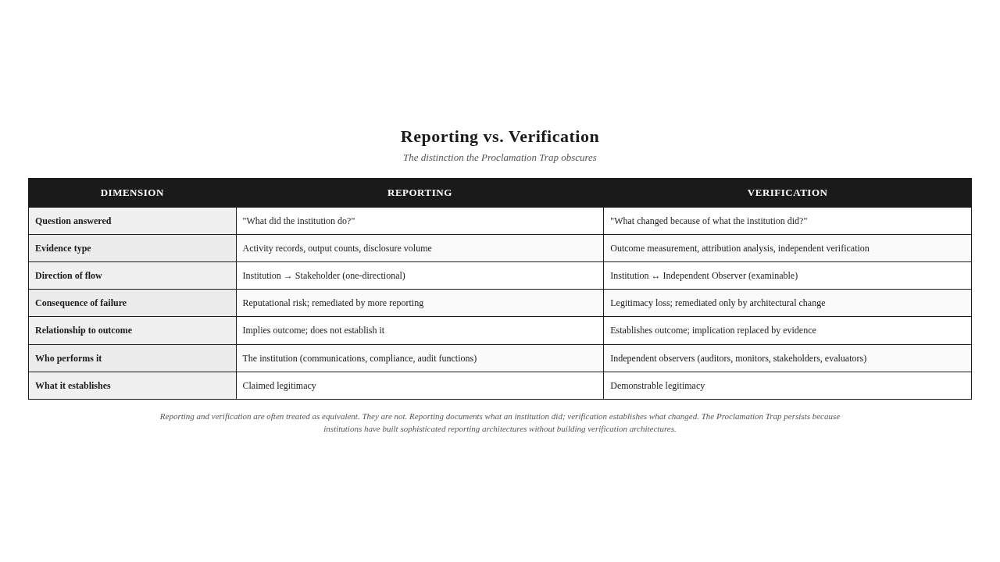 Reporting vs. Verification
The distinction the Proclamation Trap obscures
DIMENSION REPORTING VERIFICATION
Question answered "What did the institution do?" "What changed because of what the institution did?"
Evidence type Activity records, output counts, disclosure volume Outcome measurement, attribution analysis, independent verification
Direction of flow Institution → Stakeholder (one-directional) Institution ↔ Independent Observer (examinable)
Consequence of failure Reputational risk; remediated by more reporting Legitimacy loss; remediated only by architectural change
Relationship to outcome Implies outcome; does not establish it Establishes outcome; implication replaced by evidence
Who performs it The institution (communications, compliance, audit functions) Independent observers (auditors, monitors, stakeholders, evaluators)
What it establishes Claimed legitimacy Demonstrable legitimacy
Reporting and verification are often treated as equivalent. They are not. Reporting documents what an institution did; verification establishes what changed. The Proclamation Trap persists because
institutions have built sophisticated reporting architectures without building verification architectures.